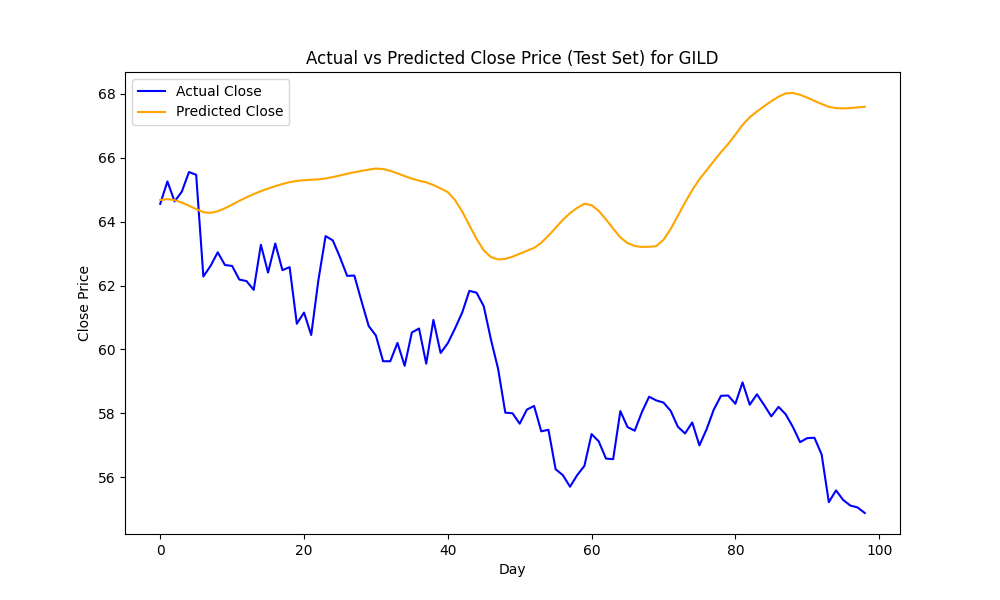 Actual vs Predicted Close Price (Test Set) for GILD
Actual Close
Predicted Close
Close Price
68
66
64
62
60
58
56
0 20 40 60 80 100
Day